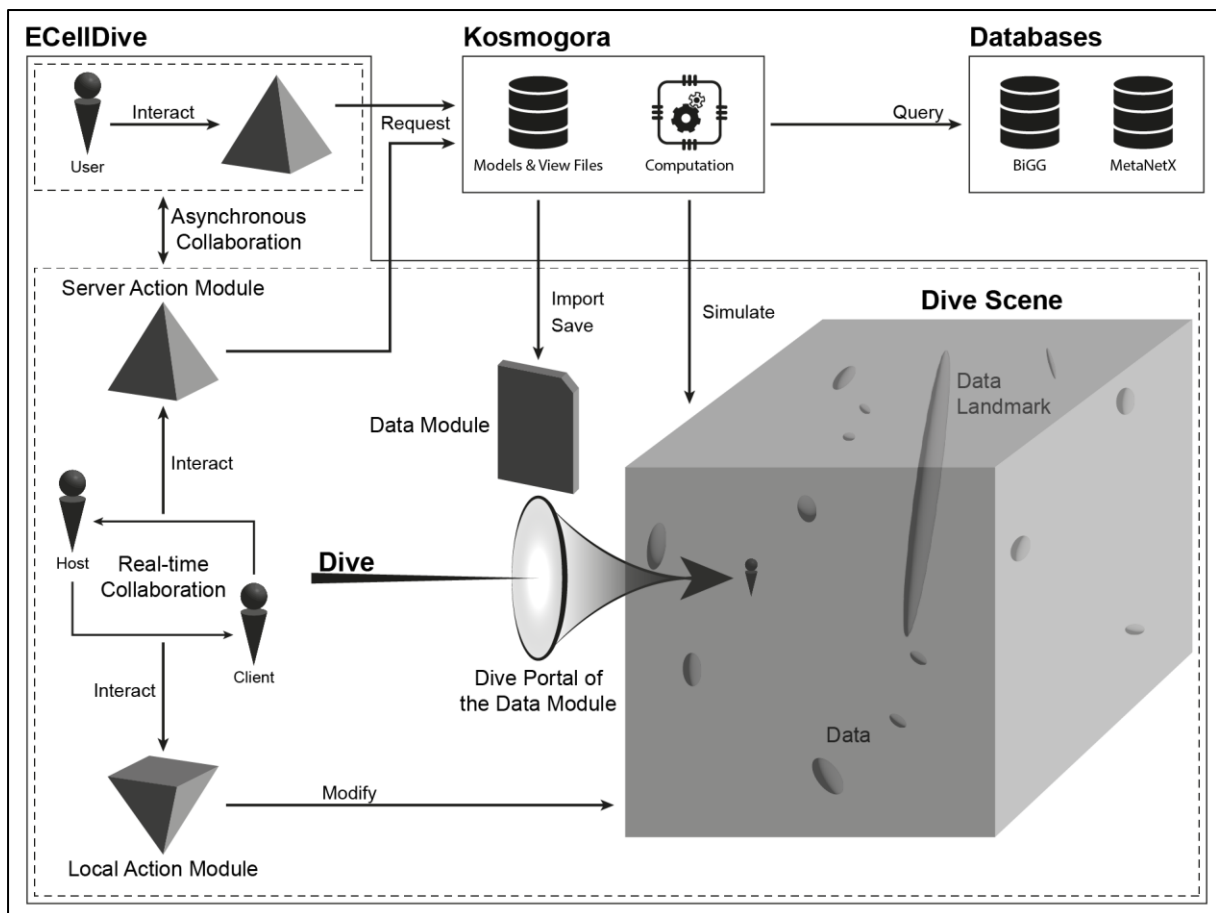 ECellDive
Kosmogora
Databases
Interact
User
Request
Models & View Files
Computation
Query
BiGG
MetaNetX
Asynchronous
Collaboration
Server Action Module
Import
Save
Simulate
Dive Scene
Data
Landmark
Data Module
Interact
Host
Real-time
Collaboration
Client
Dive
Interact
Dive Portal of
the Data Module
Data
Modify
Local Action Module